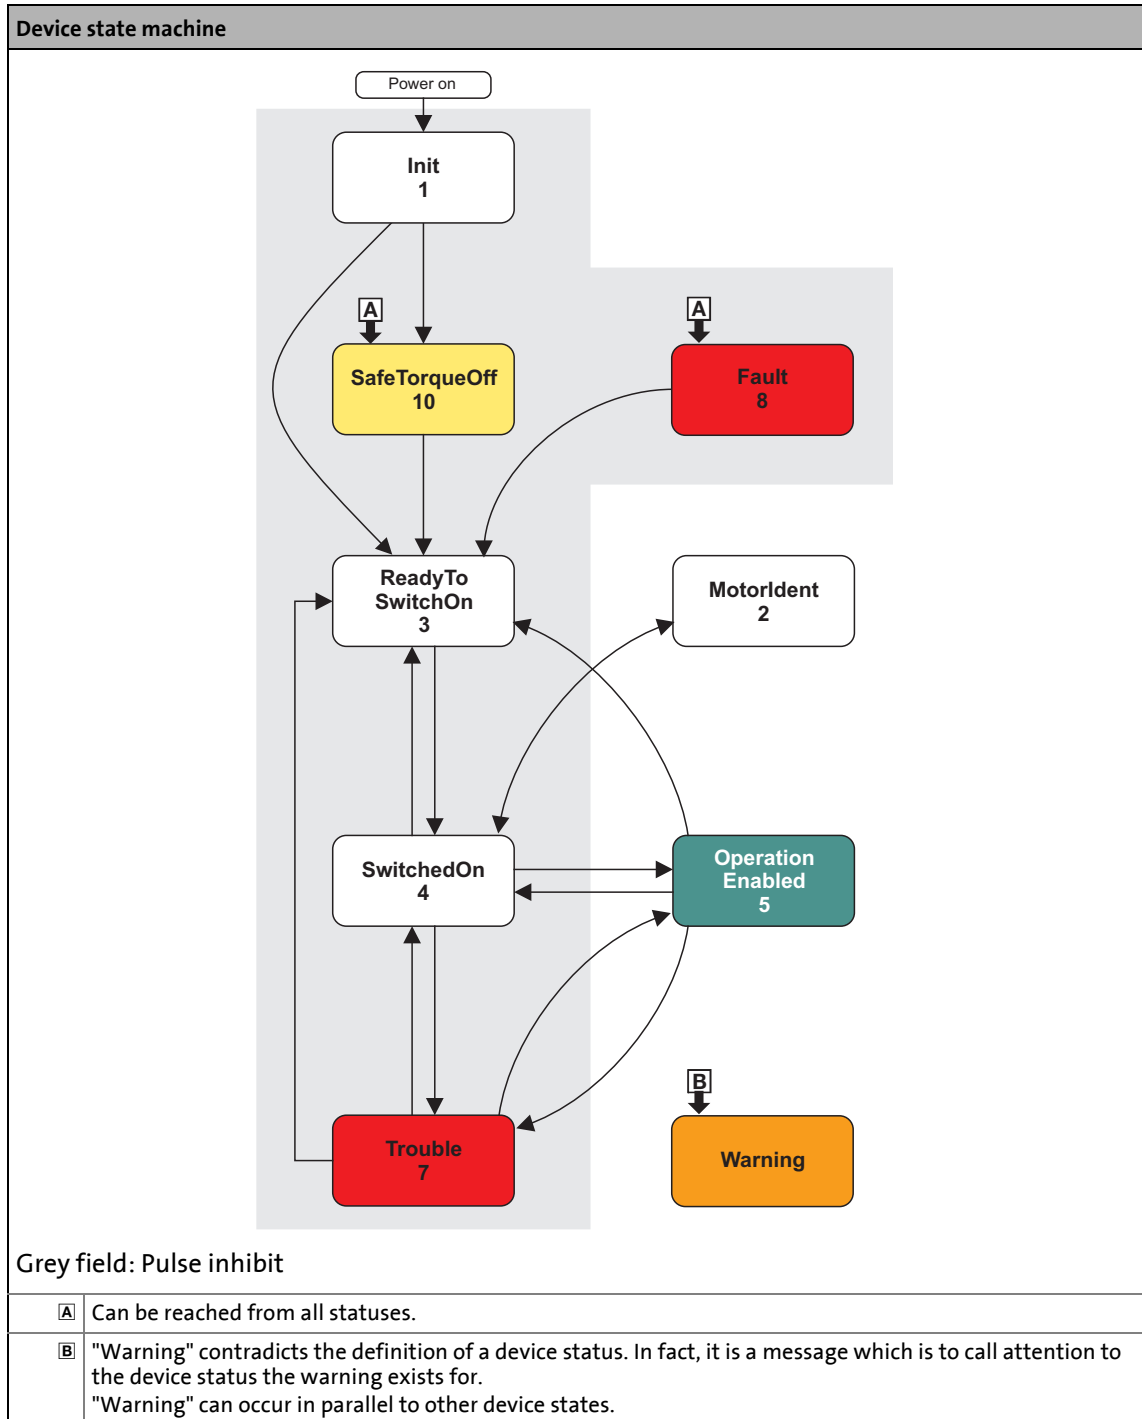 Device state machine
Power on
Init
1
A
A
SafeTorqueOff
10
Fault
8
ReadyTo
SwitchOn
3
MotorIdent
2
SwitchedOn
4
Operation
Enabled
5
B
Trouble
7
Warning
Grey field: Pulse inhibit
A Can be reached from all statuses.
B "Warning" contradicts the definition of a device status. In fact, it is a message which is to call attention to
the device status the warning exists for.
"Warning" can occur in parallel to other device states.